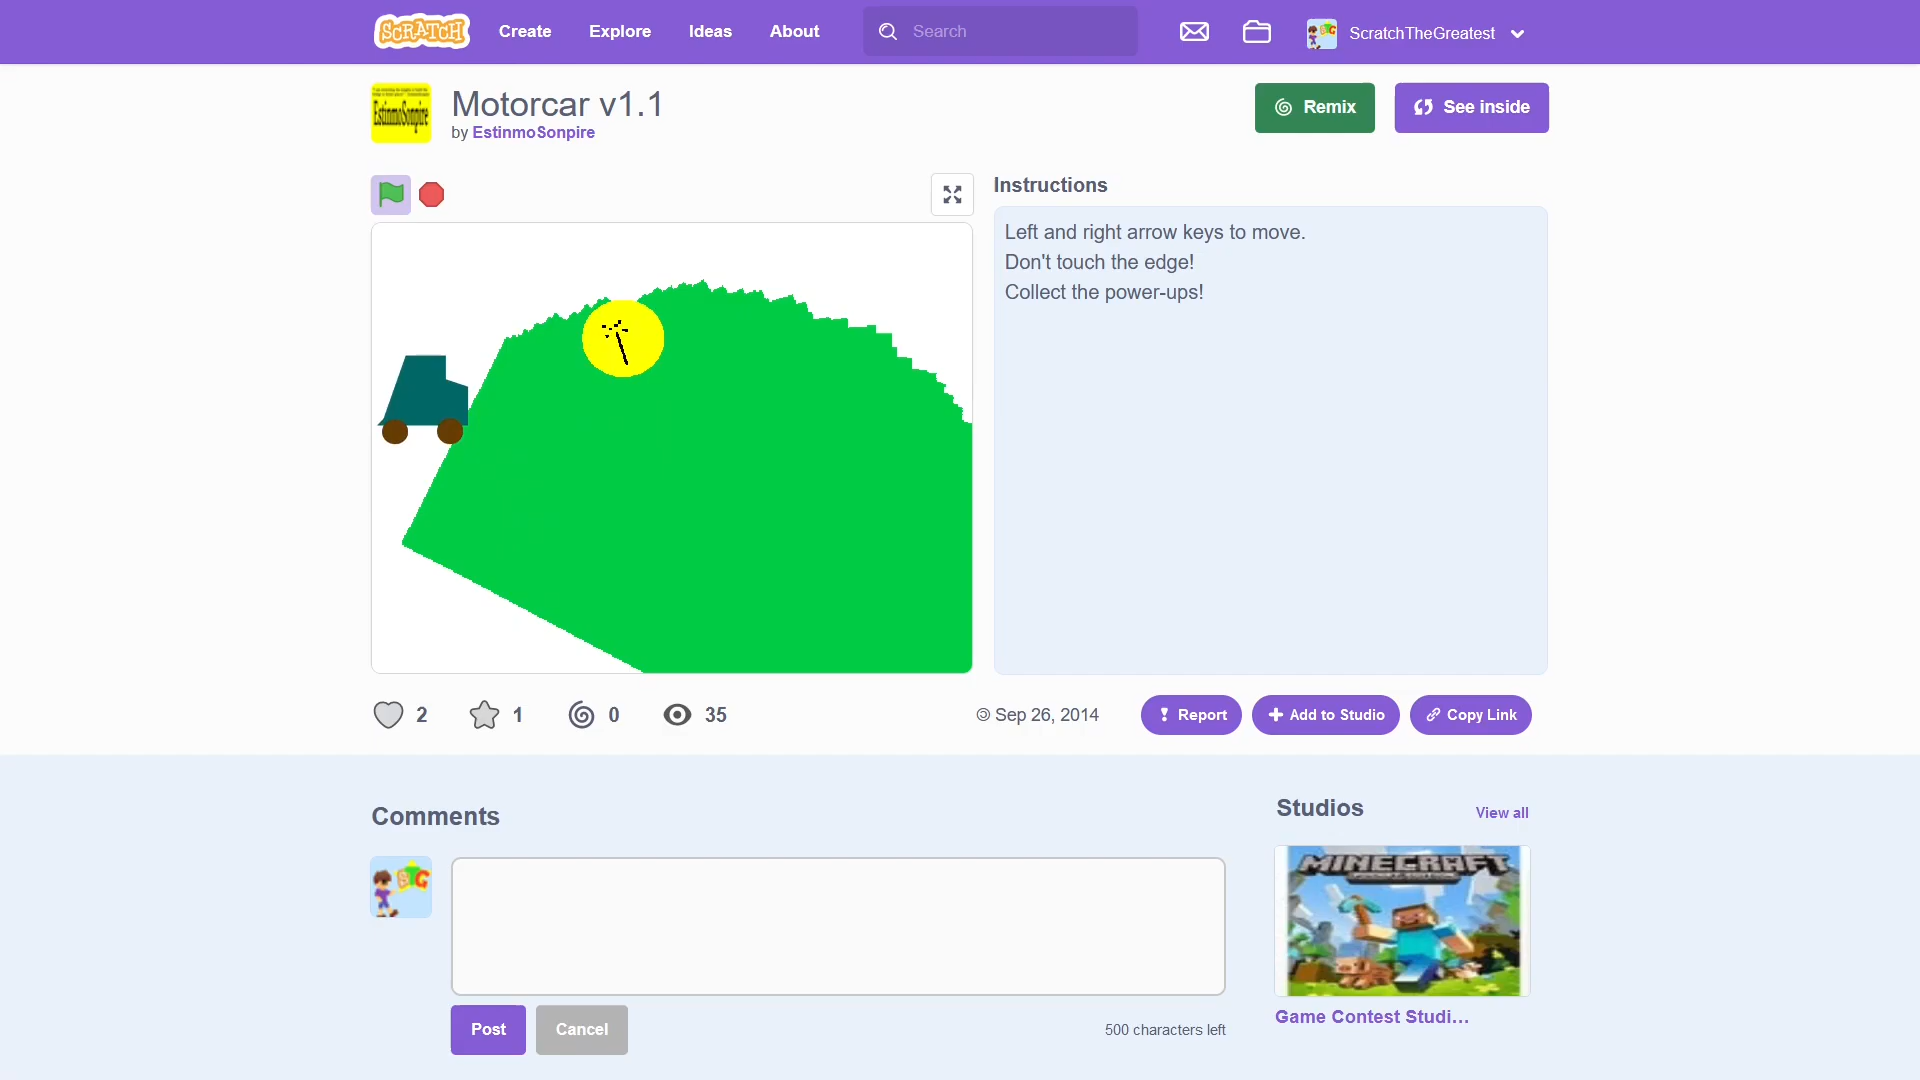 SCRATCH
Create
Explore
Ideas
About
Search
ScratchTheGreatest
EstinmoSonpire
Motorcar v1.1
by EstinmoSonpire
Remix
See inside
Instructions
Left and right arrow keys to move.
Don't touch the edge!
Collect the power-ups!
2
1
0
35
Sep 26, 2014
Report
Add to Studio
Copy Link
Comments
Studios
View all
BTG
MINECRAFT
Post
Cancel
500 characters left
Game Contest Studi…